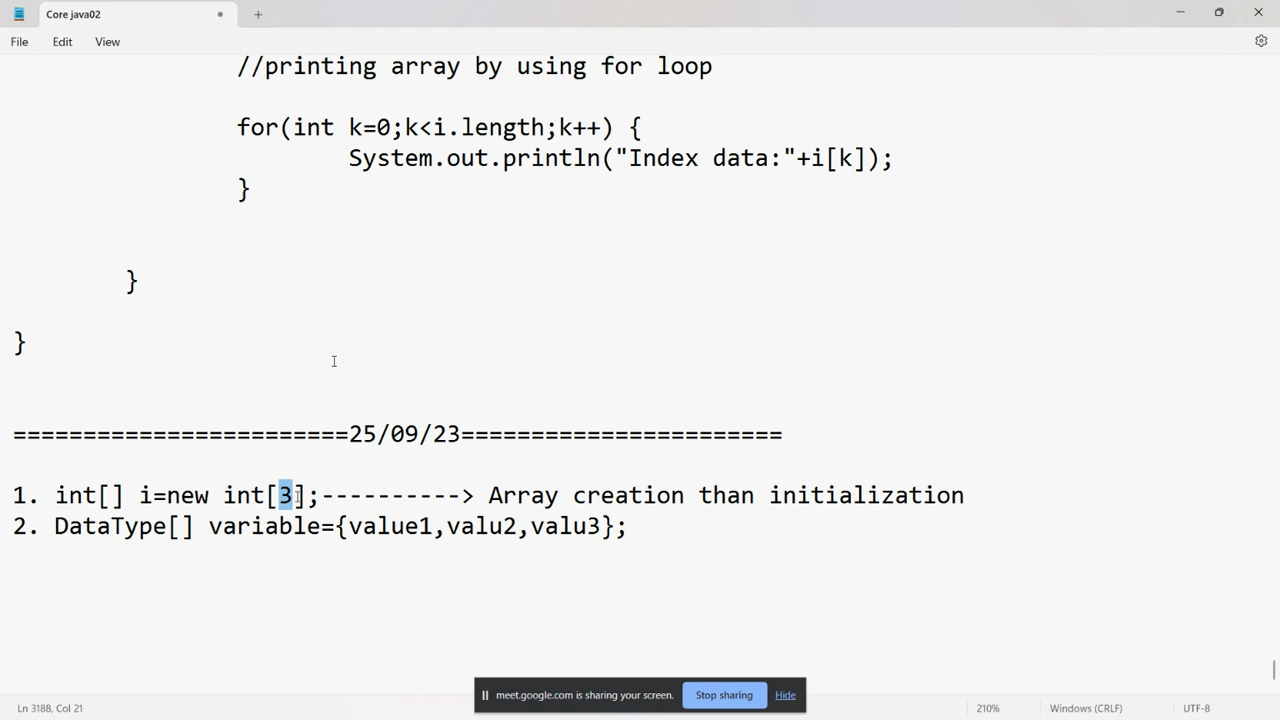 Core java02
File Edit View
//printing array by using for loop
for(int k=0;k<i.length;k++) {
System.out.println("Index data:"+i[k]);
}
}
}
========================25/09/23=======================
1. int[] i=new int[3];----------> Array creation than initialization
2. DataType[] variable={value1,valu2,valu3};
meet.google.com is sharing your screen. Stop sharing Hide
Ln 3188, Col 21 210% Windows (CRLF) UTF-8